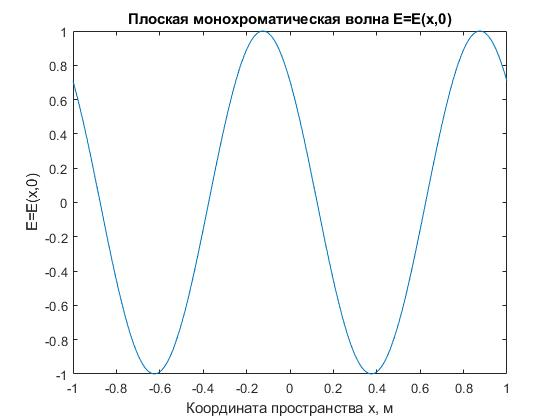 Плоская монохроматическая волна E=E(x,0)
1
0.8
0.6
0.4
0.2
0
-0.2
-0.4
-0.6
-0.8
-1
E=E(x,0)
-1 -0.8 -0.6 -0.4 -0.2 0 0.2 0.4 0.6 0.8 1
Координата пространства x, м